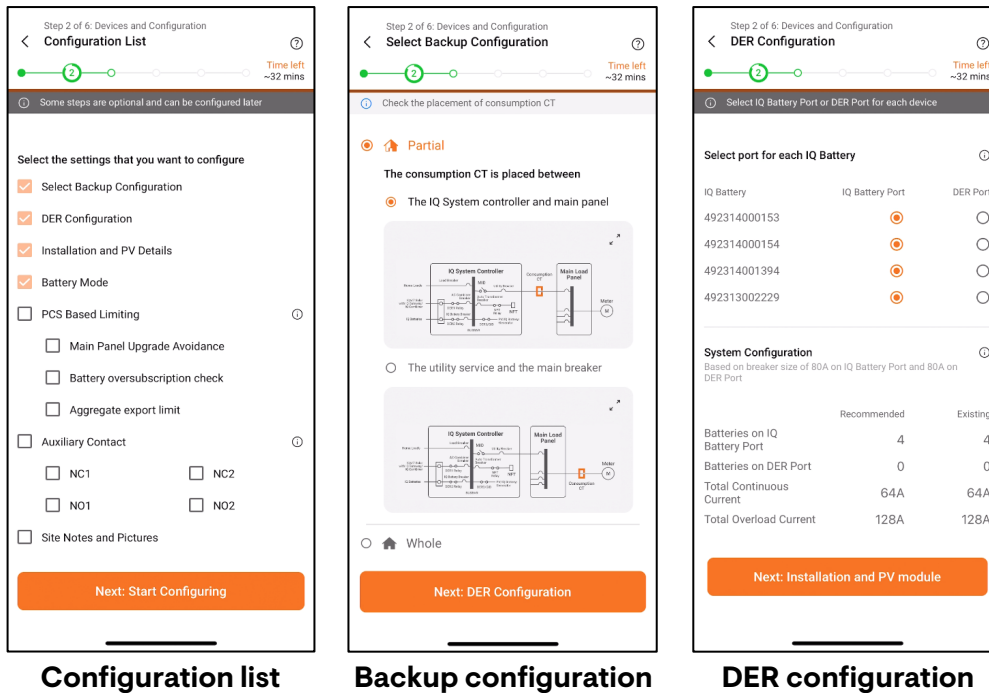 Step 2 of 6: Devices and Configuration
Configuration List
2
Time left
~32 mins
Some steps are optional and can be configured later
Select the settings that you want to configure
Select Backup Configuration
DER Configuration
Installation and PV Details
Battery Mode
PCS Based Limiting
Main Panel Upgrade Avoidance
Battery oversubscription check
Aggregate export limit
Auxiliary Contact
NC1 NC2
NO1 NO2
Site Notes and Pictures
Next: Start Configuring
Configuration list
Step 2 of 6: Devices and Configuration
Select Backup Configuration
2
Time left
~32 mins
Check the placement of consumption CT
Partial
The consumption CT is placed between
The IQ System controller and main panel
IQ System Controller
Consumption
CT
Main Load
Panel
Meter
M
The utility service and the main breaker
IQ System Controller
Main Load
Panel
Meter
M
Consumption
CT
Whole
Next: DER Configuration
Backup configuration
Step 2 of 6: Devices and Configuration
DER Configuration
2
Time left
~32 mins
Select IQ Battery Port or DER Port for each device
Select port for each IQ Battery
IQ Battery IQ Battery Port DER Port
492314000153
492314000154
492314001394
492313002229
System Configuration
Based on breaker size of 80A on IQ Battery Port and 80A on
DER Port
Recommended Existing
Batteries on IQ
Battery Port 4 4
Batteries on DER Port 0 0
Total Continuous
Current 64A 64A
Total Overload Current 128A 128A
Next: Installation and PV module
DER configuration